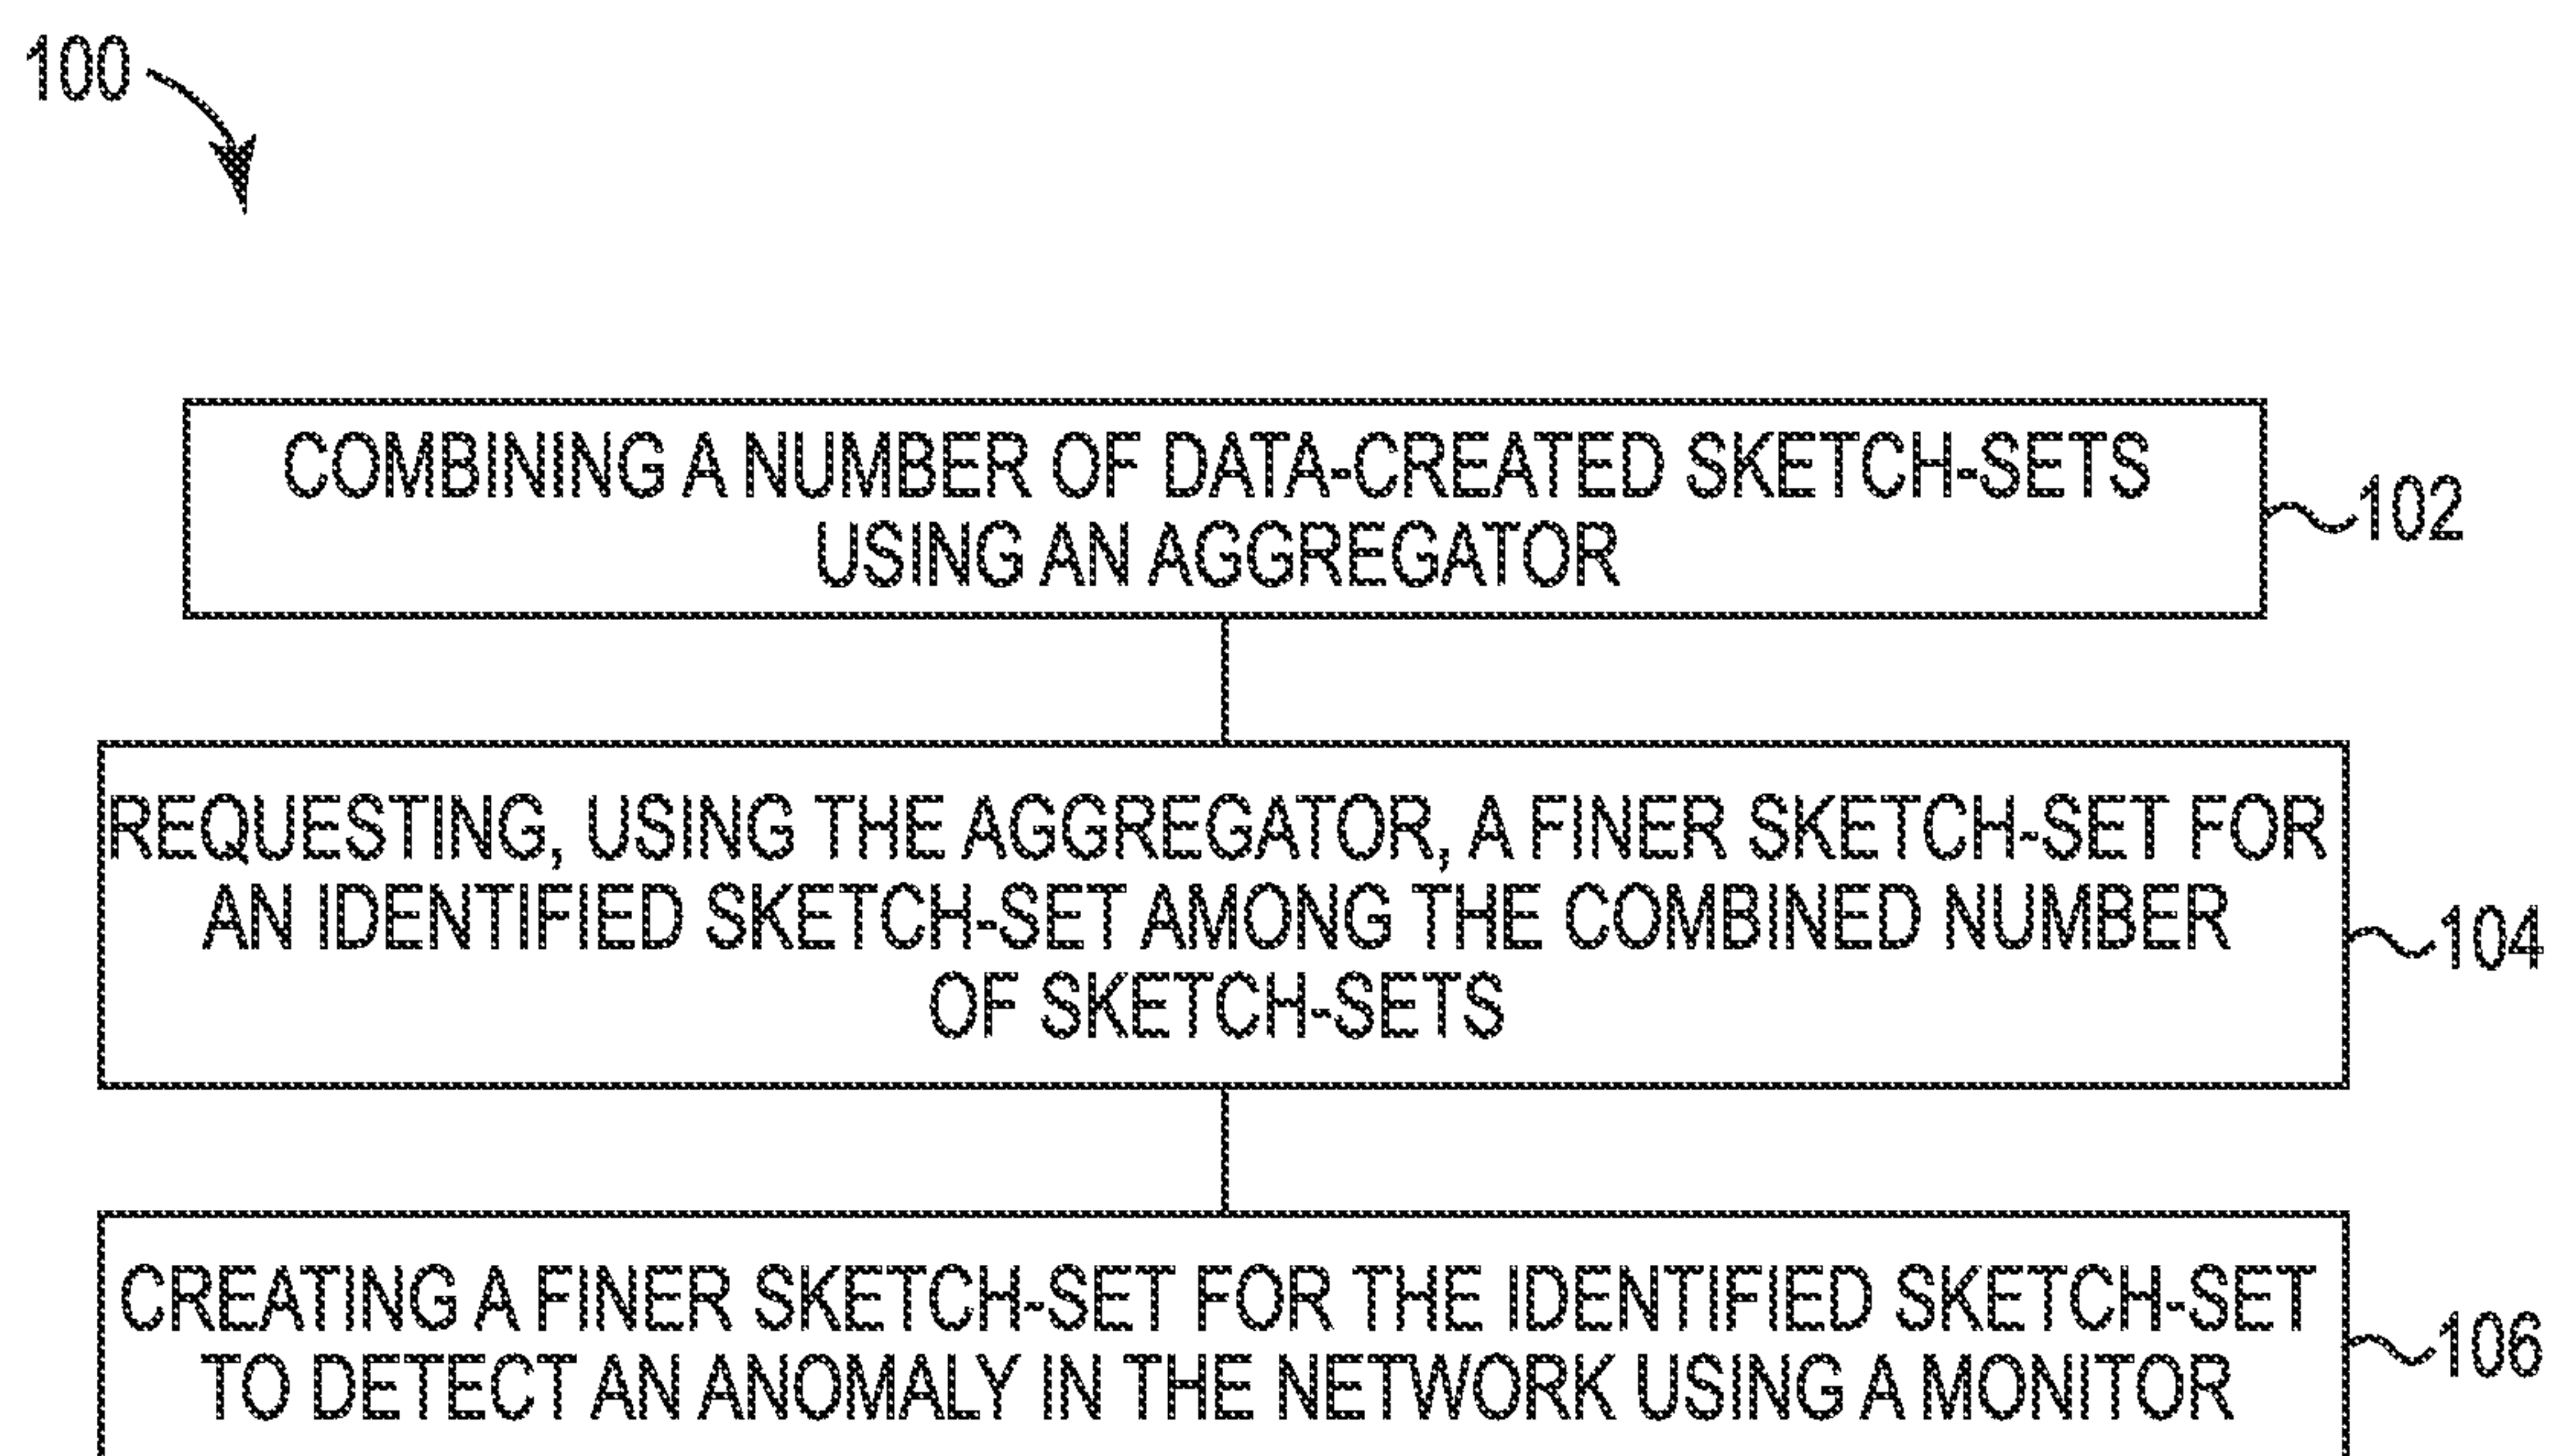 100
COMBINING A NUMBER OF DATA-CREATED SKETCH-SETS
USING AN AGGREGATOR
102
REQUESTING, USING THE AGGREGATOR, A FINER SKETCH-SET FOR
AN IDENTIFIED SKETCH-SET AMONG THE COMBINED NUMBER
OF SKETCH-SETS
104
CREATING A FINER SKETCH-SET FOR THE IDENTIFIED SKETCH-SET
TO DETECT AN ANOMALY IN THE NETWORK USING A MONITOR
106